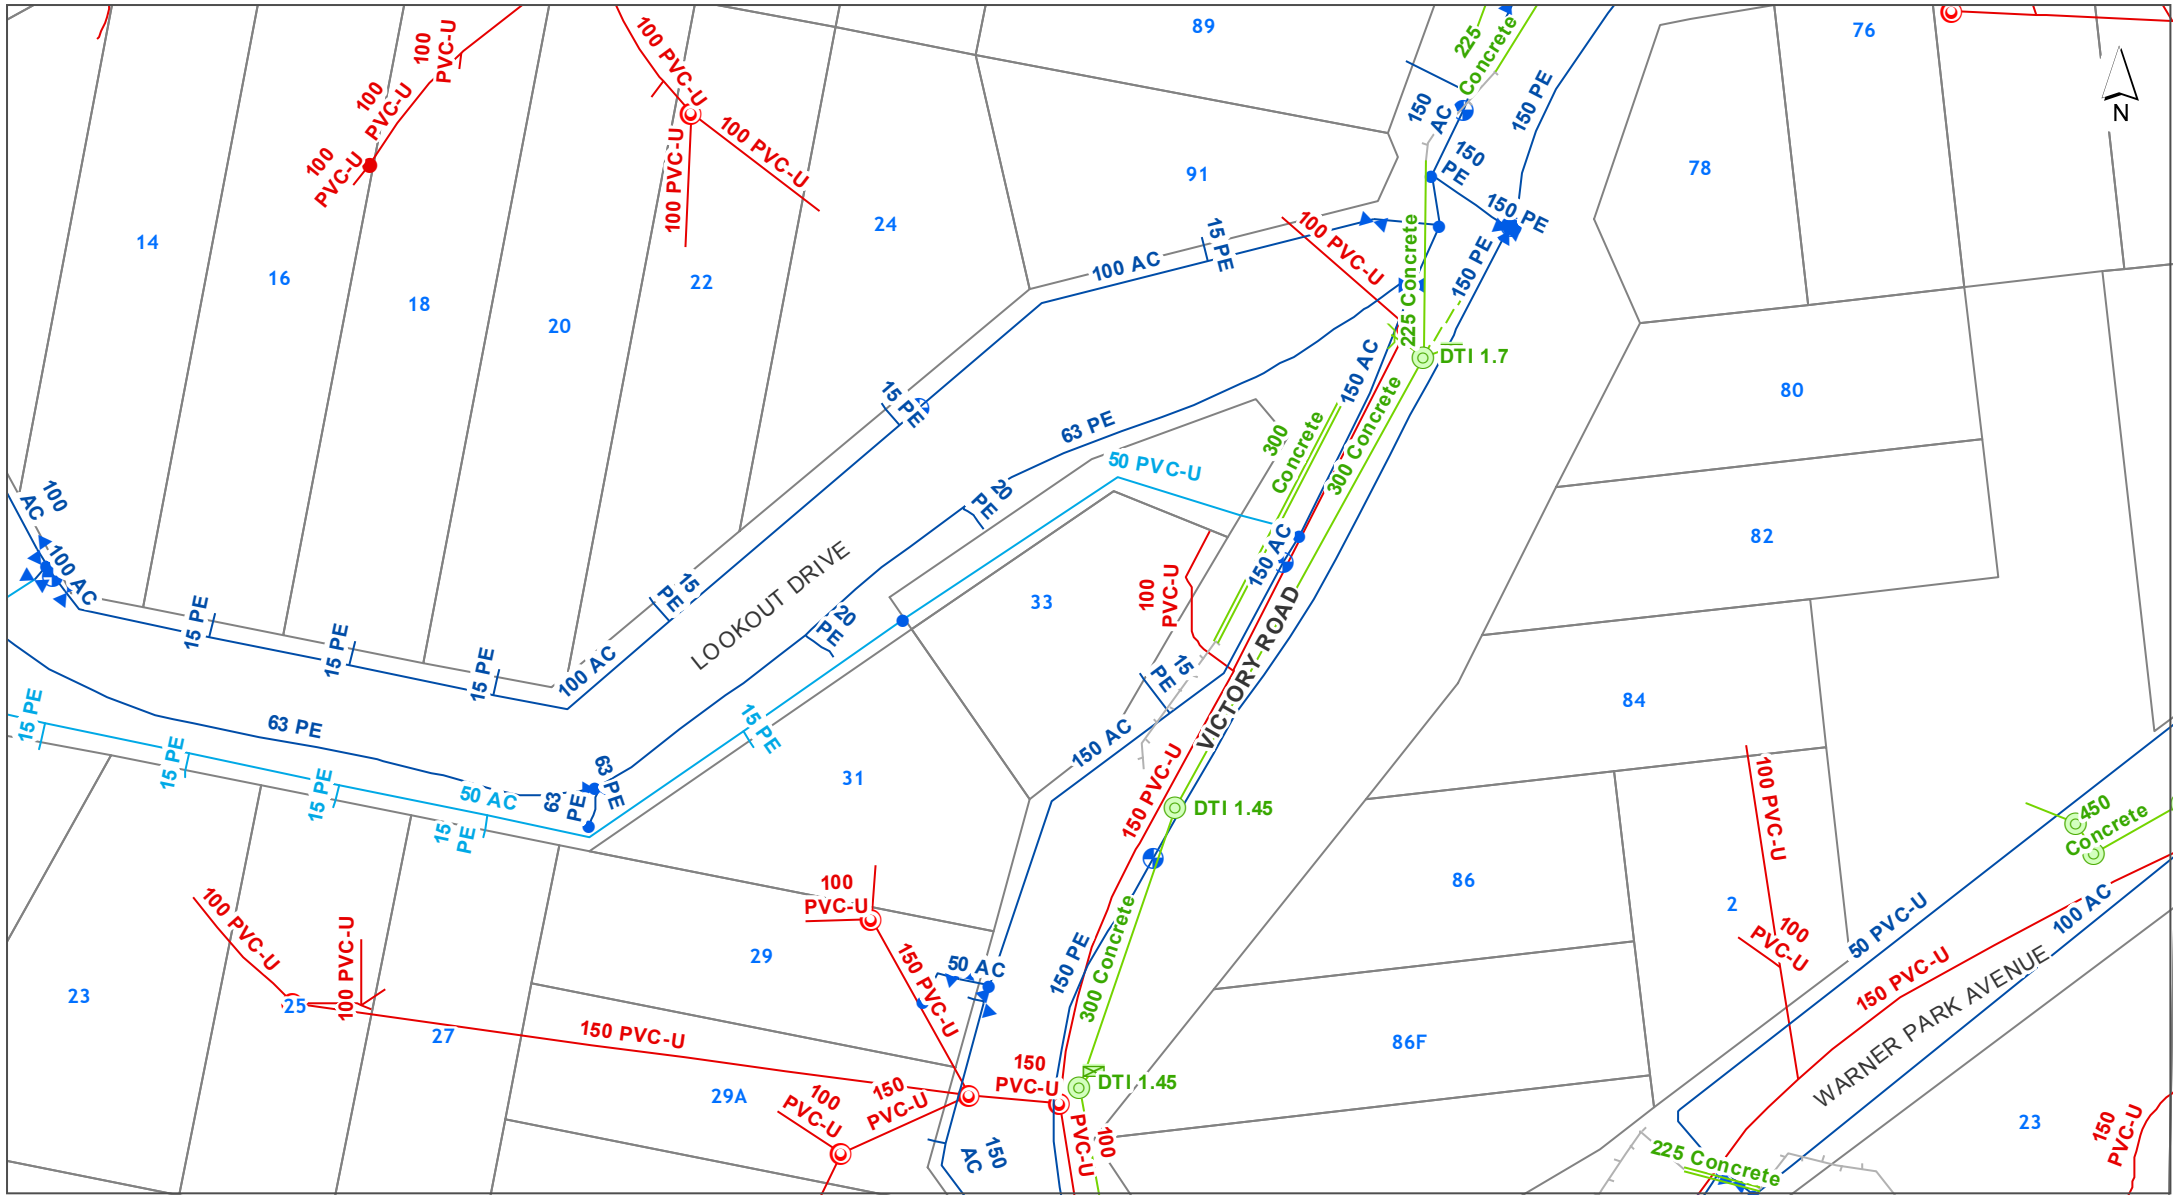 89
76
225
Concrete
100 PVC-U
100
PVC-U
100
PVC-U
100
PVC-U
100 PVC-U
100 PVC-U
150
AC
150 PE
N
150
PE
91
78
150 PE
14
16
18
20
22
24
100 AC
15 PE
100 PVC-U
225 Concrete
150 PE
DTI 1.7
150 AC
300 Concrete
80
15 PE
63 PE
50 PVC-U
300
Concrete
100
AC
100 AC
20
PE
82
150 AC
LOOKOUT DRIVE
15
PE
33
100
PVC-U
15 PE
15 PE
15 PE
100 AC
20
PE
VICTORY ROAD
15
PE
84
15 PE
63 PE
15 PE
15 PE
15 PE
50 AC
15
PE
63
PE
63 PE
15 PE
31
150 AC
150 PVC-U
DTI 1.45
100 PVC-U
450
Concrete
86
2
100
PVC-U
50 PVC-U
100 AC
100 PVC-U
100 PVC-U
100
PVC-U
29
150 PVC-U
50 AC
150 PE
300 Concrete
150 PVC-U
WARNER PARK AVENUE
23
25
27
150 PVC-U
86F
29A
100
PVC-U
150
PVC-U
150
PVC-U
DTI 1.45
100
PVC-U
150
AC
225 Concrete
23
150
PVC-U